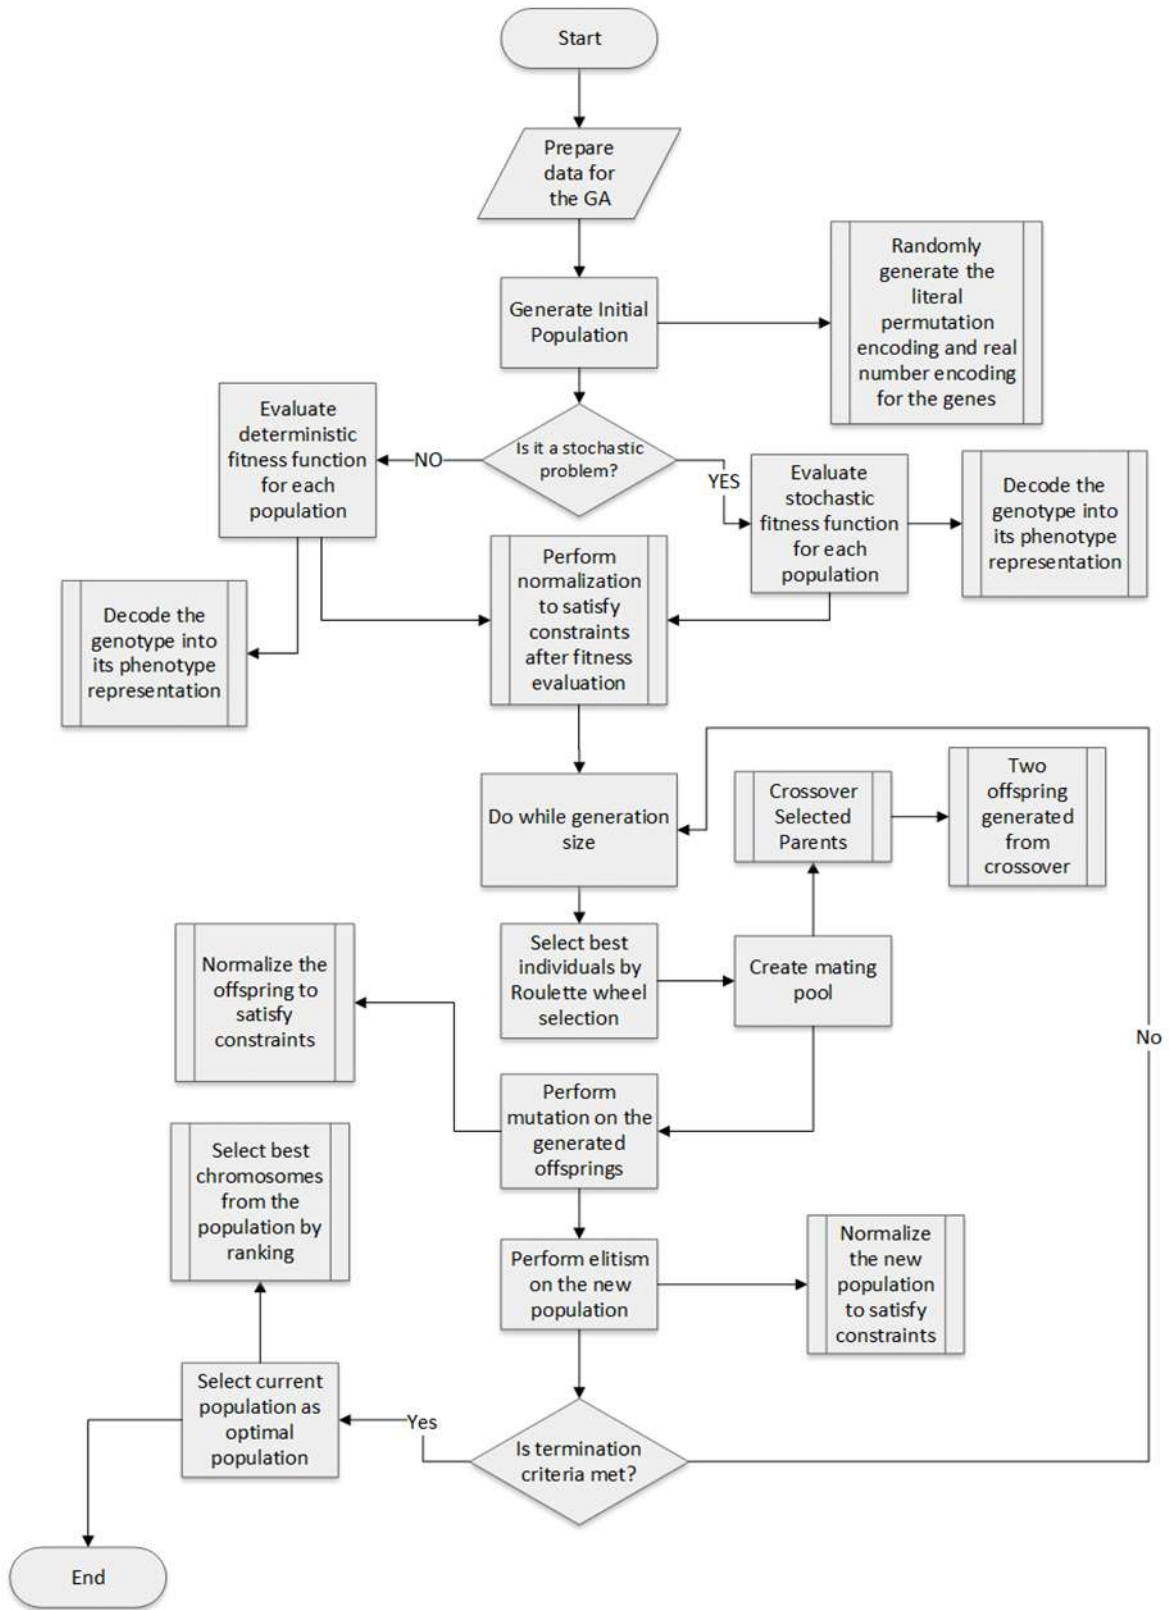 Start
Prepare
data for
the GA
Generate Initial
Population
Randomly
generate the
literal
permutation
encoding and real
number encoding
for the genes
Is it a stochastic
problem?
NO
YES
Evaluate
deterministic
fitness function
for each
population
Evaluate
stochastic
fitness function
for each
population
Decode the
genotype into
its phenotype
representation
Decode the
genotype into
its phenotype
representation
Perform
normalization
to satisfy
constraints
after fitness
evaluation
Do while generation
size
Crossover
Selected
Parents
Two
offspring
generated
from
crossover
Select best
individuals by
Roulette wheel
selection
Create mating
pool
Normalize the
offspring to
satisfy
constraints
No
Perform
mutation on the
generated
offsprings
Select best
chromosomes
from the
population by
ranking
Perform elitism
on the new
population
Normalize
the new
population
to satisfy
constraints
Select current
population as
optimal
population
Yes
Is termination
criteria met?
End